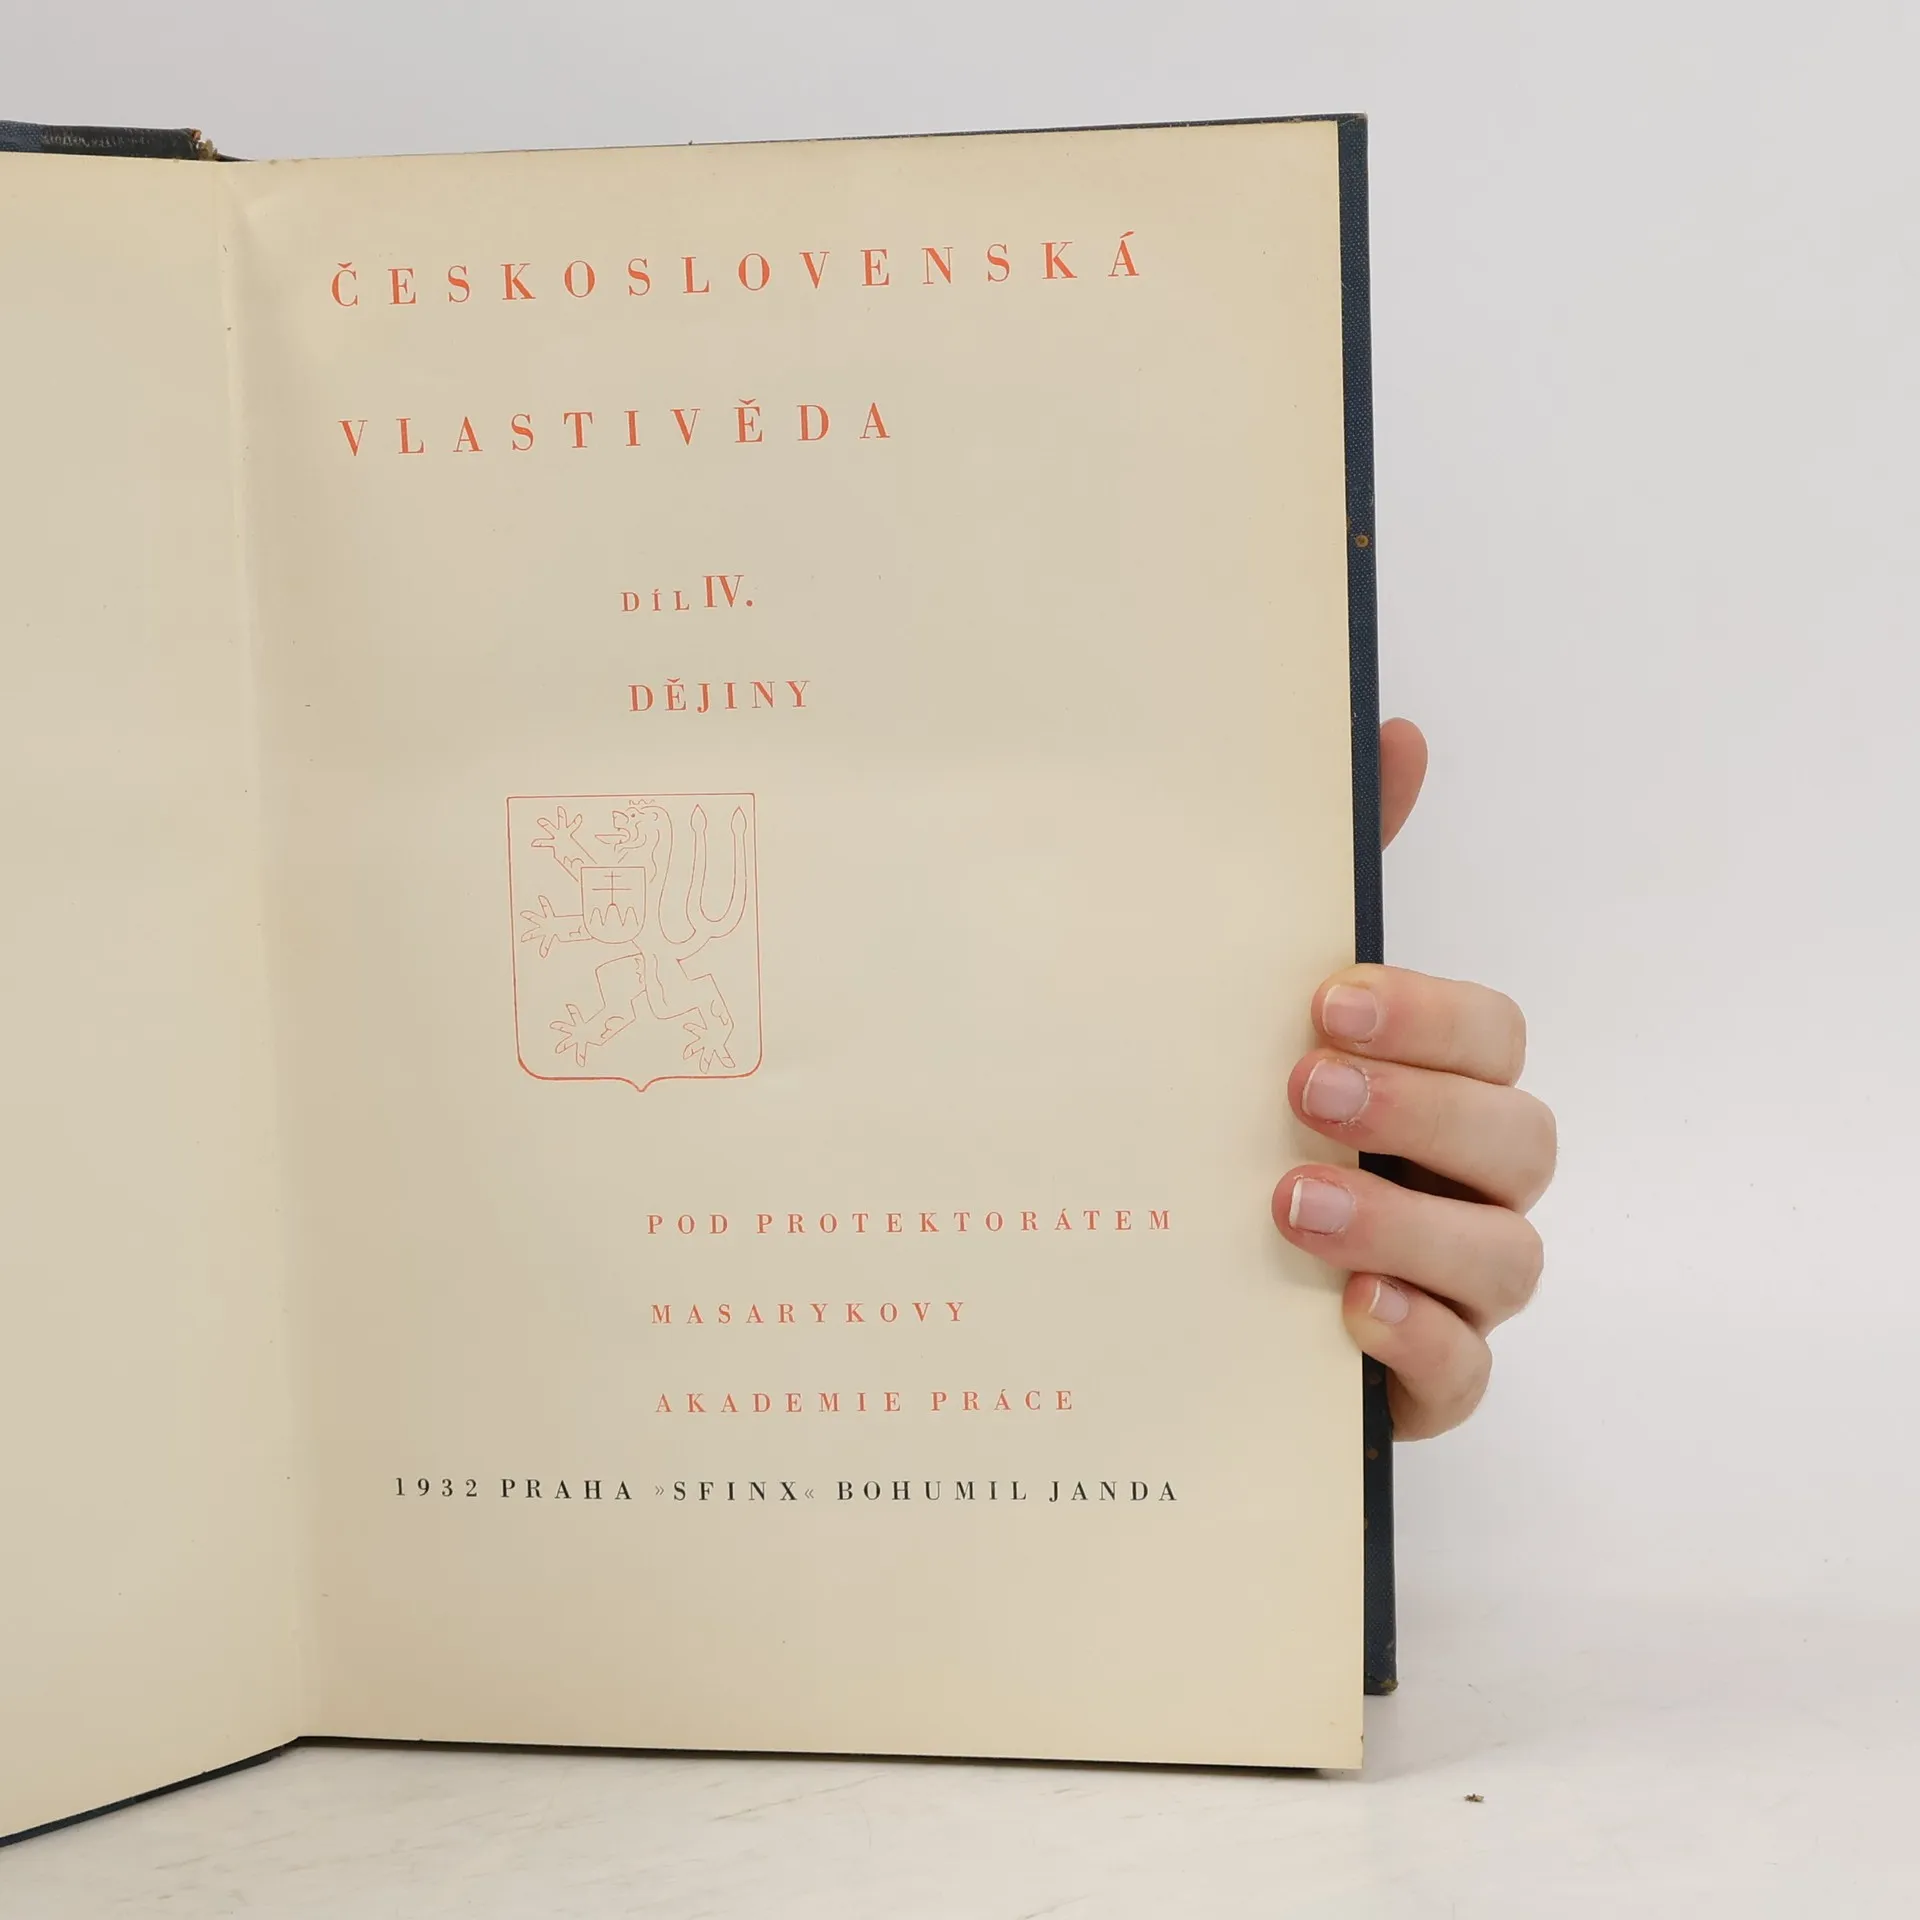 ČESKOSLOVENSKÁ
VLASTIVĚDA
DÍL IV.
DĚJINY
POD PROTEKTORÁTEM
MASARYKOVY
AKADEMIE PRÁCE
1932 PRAHA »SFINX« BOHUMIL JANDA